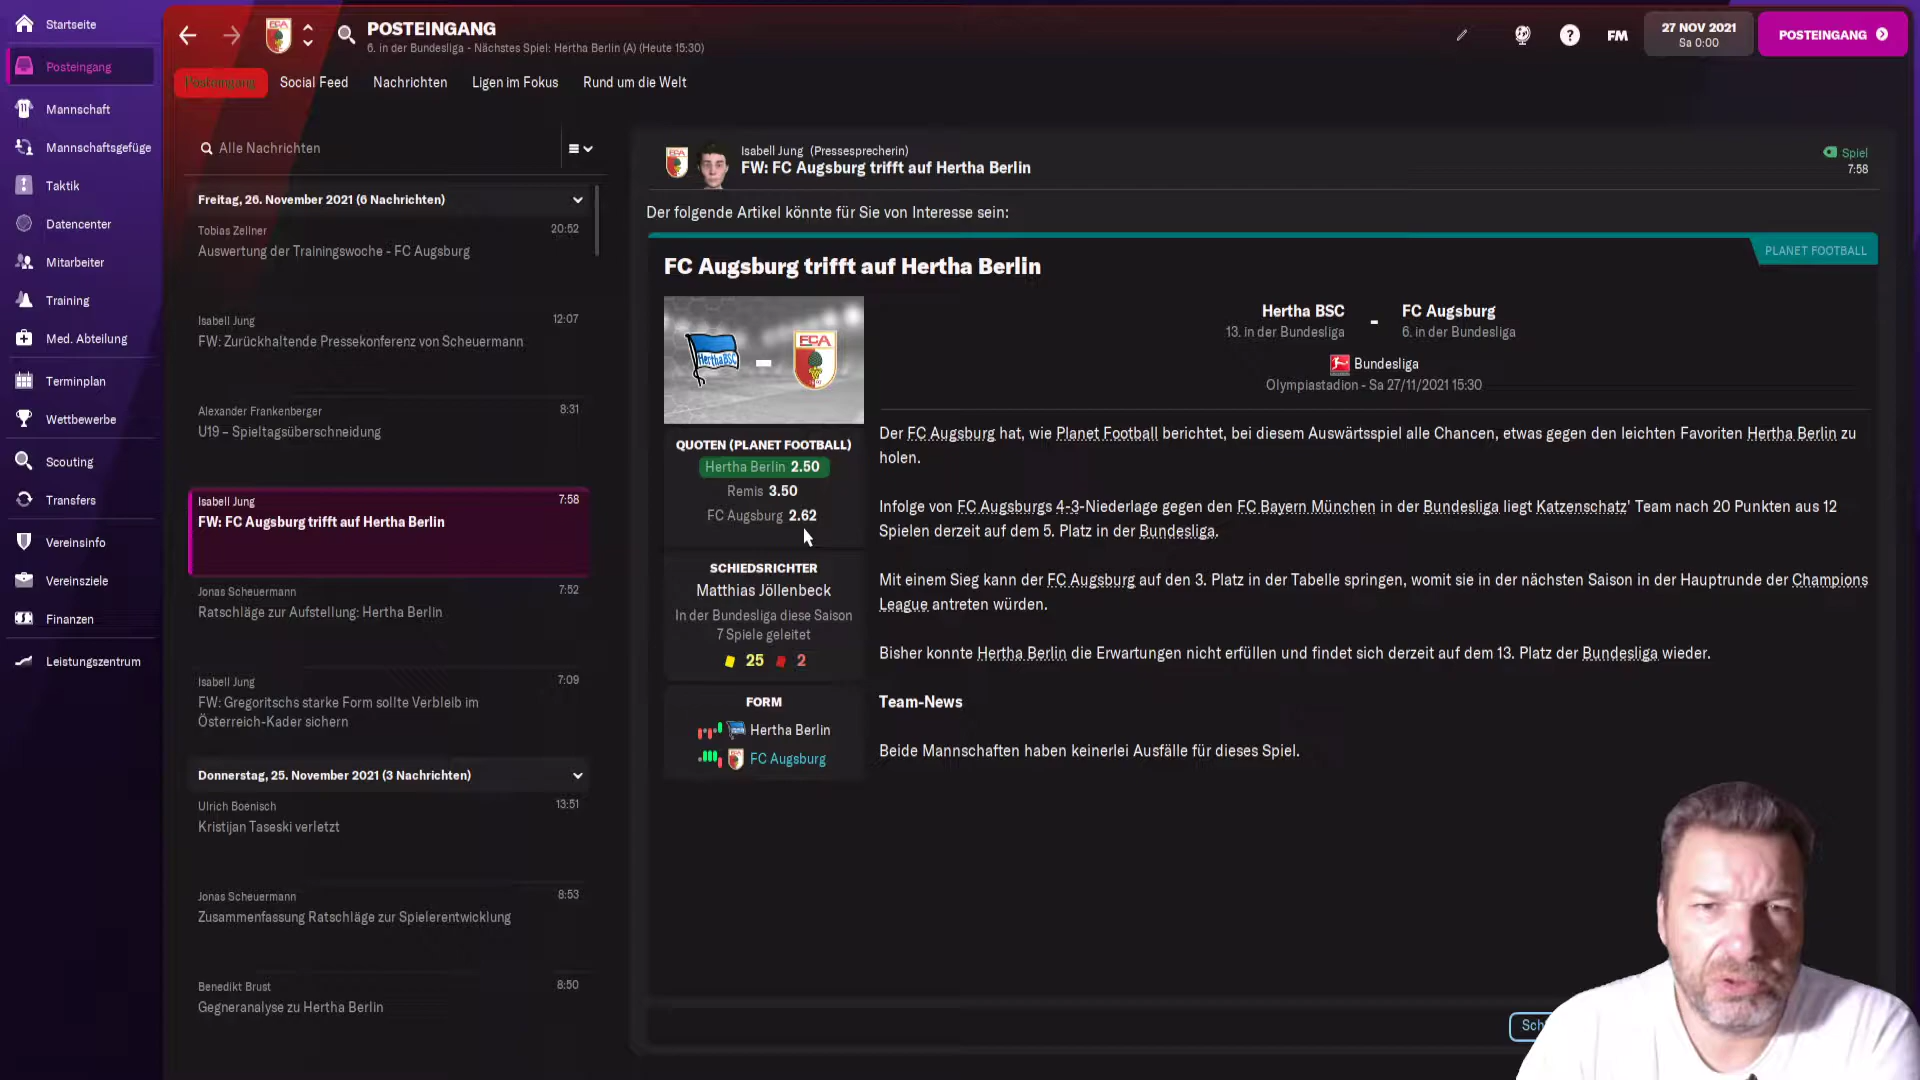 Startseite
Posteingang
Mannschaft
Mannschaftsgefüge
Taktik
Datencenter
Mitarbeiter
Training
Med. Abteilung
Terminplan
Wettbewerbe
Scouting
Transfers
Vereinsinfo
Vereinsziele
Finanzen
Leistungszentrum
POSTEINGANG
6. in der Bundesliga - Nächstes Spiel: Hertha Berlin (A) (Heute 15:30)
FM
27 NOV 2021
Sa 0:00
POSTEINGANG
Posteingang
Social Feed
Nachrichten
Ligen im Fokus
Rund um die Welt
Alle Nachrichten
Freitag, 26. November 2021 (6 Nachrichten)
Tobias Zellner 20:52
Auswertung der Trainingswoche - FC Augsburg
Isabell Jung 12:07
FW: Zurückhaltende Pressekonferenz von Scheuermann
Alexander Frankenberger 8:31
U19 – Spieltagsüberschneidung
Isabell Jung 7:58
FW: FC Augsburg trifft auf Hertha Berlin
Jonas Scheuermann 7:52
Ratschläge zur Aufstellung: Hertha Berlin
Isabell Jung 7:09
FW: Gregoritschs starke Form sollte Verbleib im
Österreich-Kader sichern
Donnerstag, 25. November 2021 (3 Nachrichten)
Ulrich Boenisch 13:51
Kristijan Taseski verletzt
Jonas Scheuermann 8:53
Zusammenfassung Ratschläge zur Spielerentwicklung
Benedikt Brust 8:50
Gegneranalyse zu Hertha Berlin
Isabell Jung (Pressesprecherin)
FW: FC Augsburg trifft auf Hertha Berlin
Spiel
7:58
Der folgende Artikel könnte für Sie von Interesse sein:
PLANET FOOTBALL
FC Augsburg trifft auf Hertha Berlin
Hertha BSC - FC Augsburg
13. in der Bundesliga 6. in der Bundesliga
Bundesliga
Olympiastadion - Sa 27/11/2021 15:30
Hertha BSC
FCA
QUOTEN (PLANET FOOTBALL)
Hertha Berlin 2.50
Remis 3.50
FC Augsburg 2.62
SCHIEDSRICHTER
Matthias Jöllenbeck
In der Bundesliga diese Saison
7 Spiele geleitet
25 2
FORM
Hertha Berlin
FC Augsburg
Der FC Augsburg hat, wie Planet Football berichtet, bei diesem Auswärtsspiel alle Chancen, etwas gegen den leichten Favoriten Hertha Berlin zu
holen.
Infolge von FC Augsburgs 4-3-Niederlage gegen den FC Bayern München in der Bundesliga liegt Katzenschatz' Team nach 20 Punkten aus 12
Spielen derzeit auf dem 5. Platz in der Bundesliga.
Mit einem Sieg kann der FC Augsburg auf den 3. Platz in der Tabelle springen, womit sie in der nächsten Saison in der Hauptrunde der Champions
League antreten würden.
Bisher konnte Hertha Berlin die Erwartungen nicht erfüllen und findet sich derzeit auf dem 13. Platz der Bundesliga wieder.
Team-News
Beide Mannschaften haben keinerlei Ausfälle für dieses Spiel.